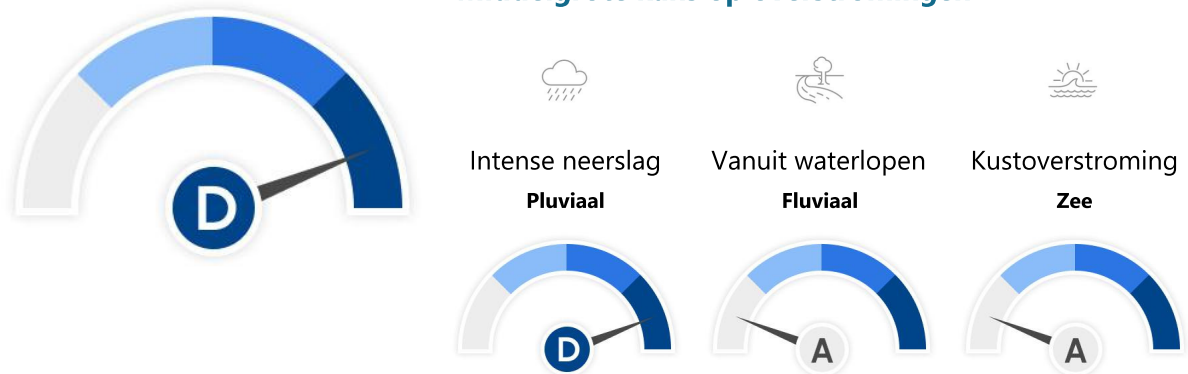 D
Intense neerslag
Pluviaal
D
Vanuit waterlopen
Fluviaal
A
Kustoverstroming
Zee
A